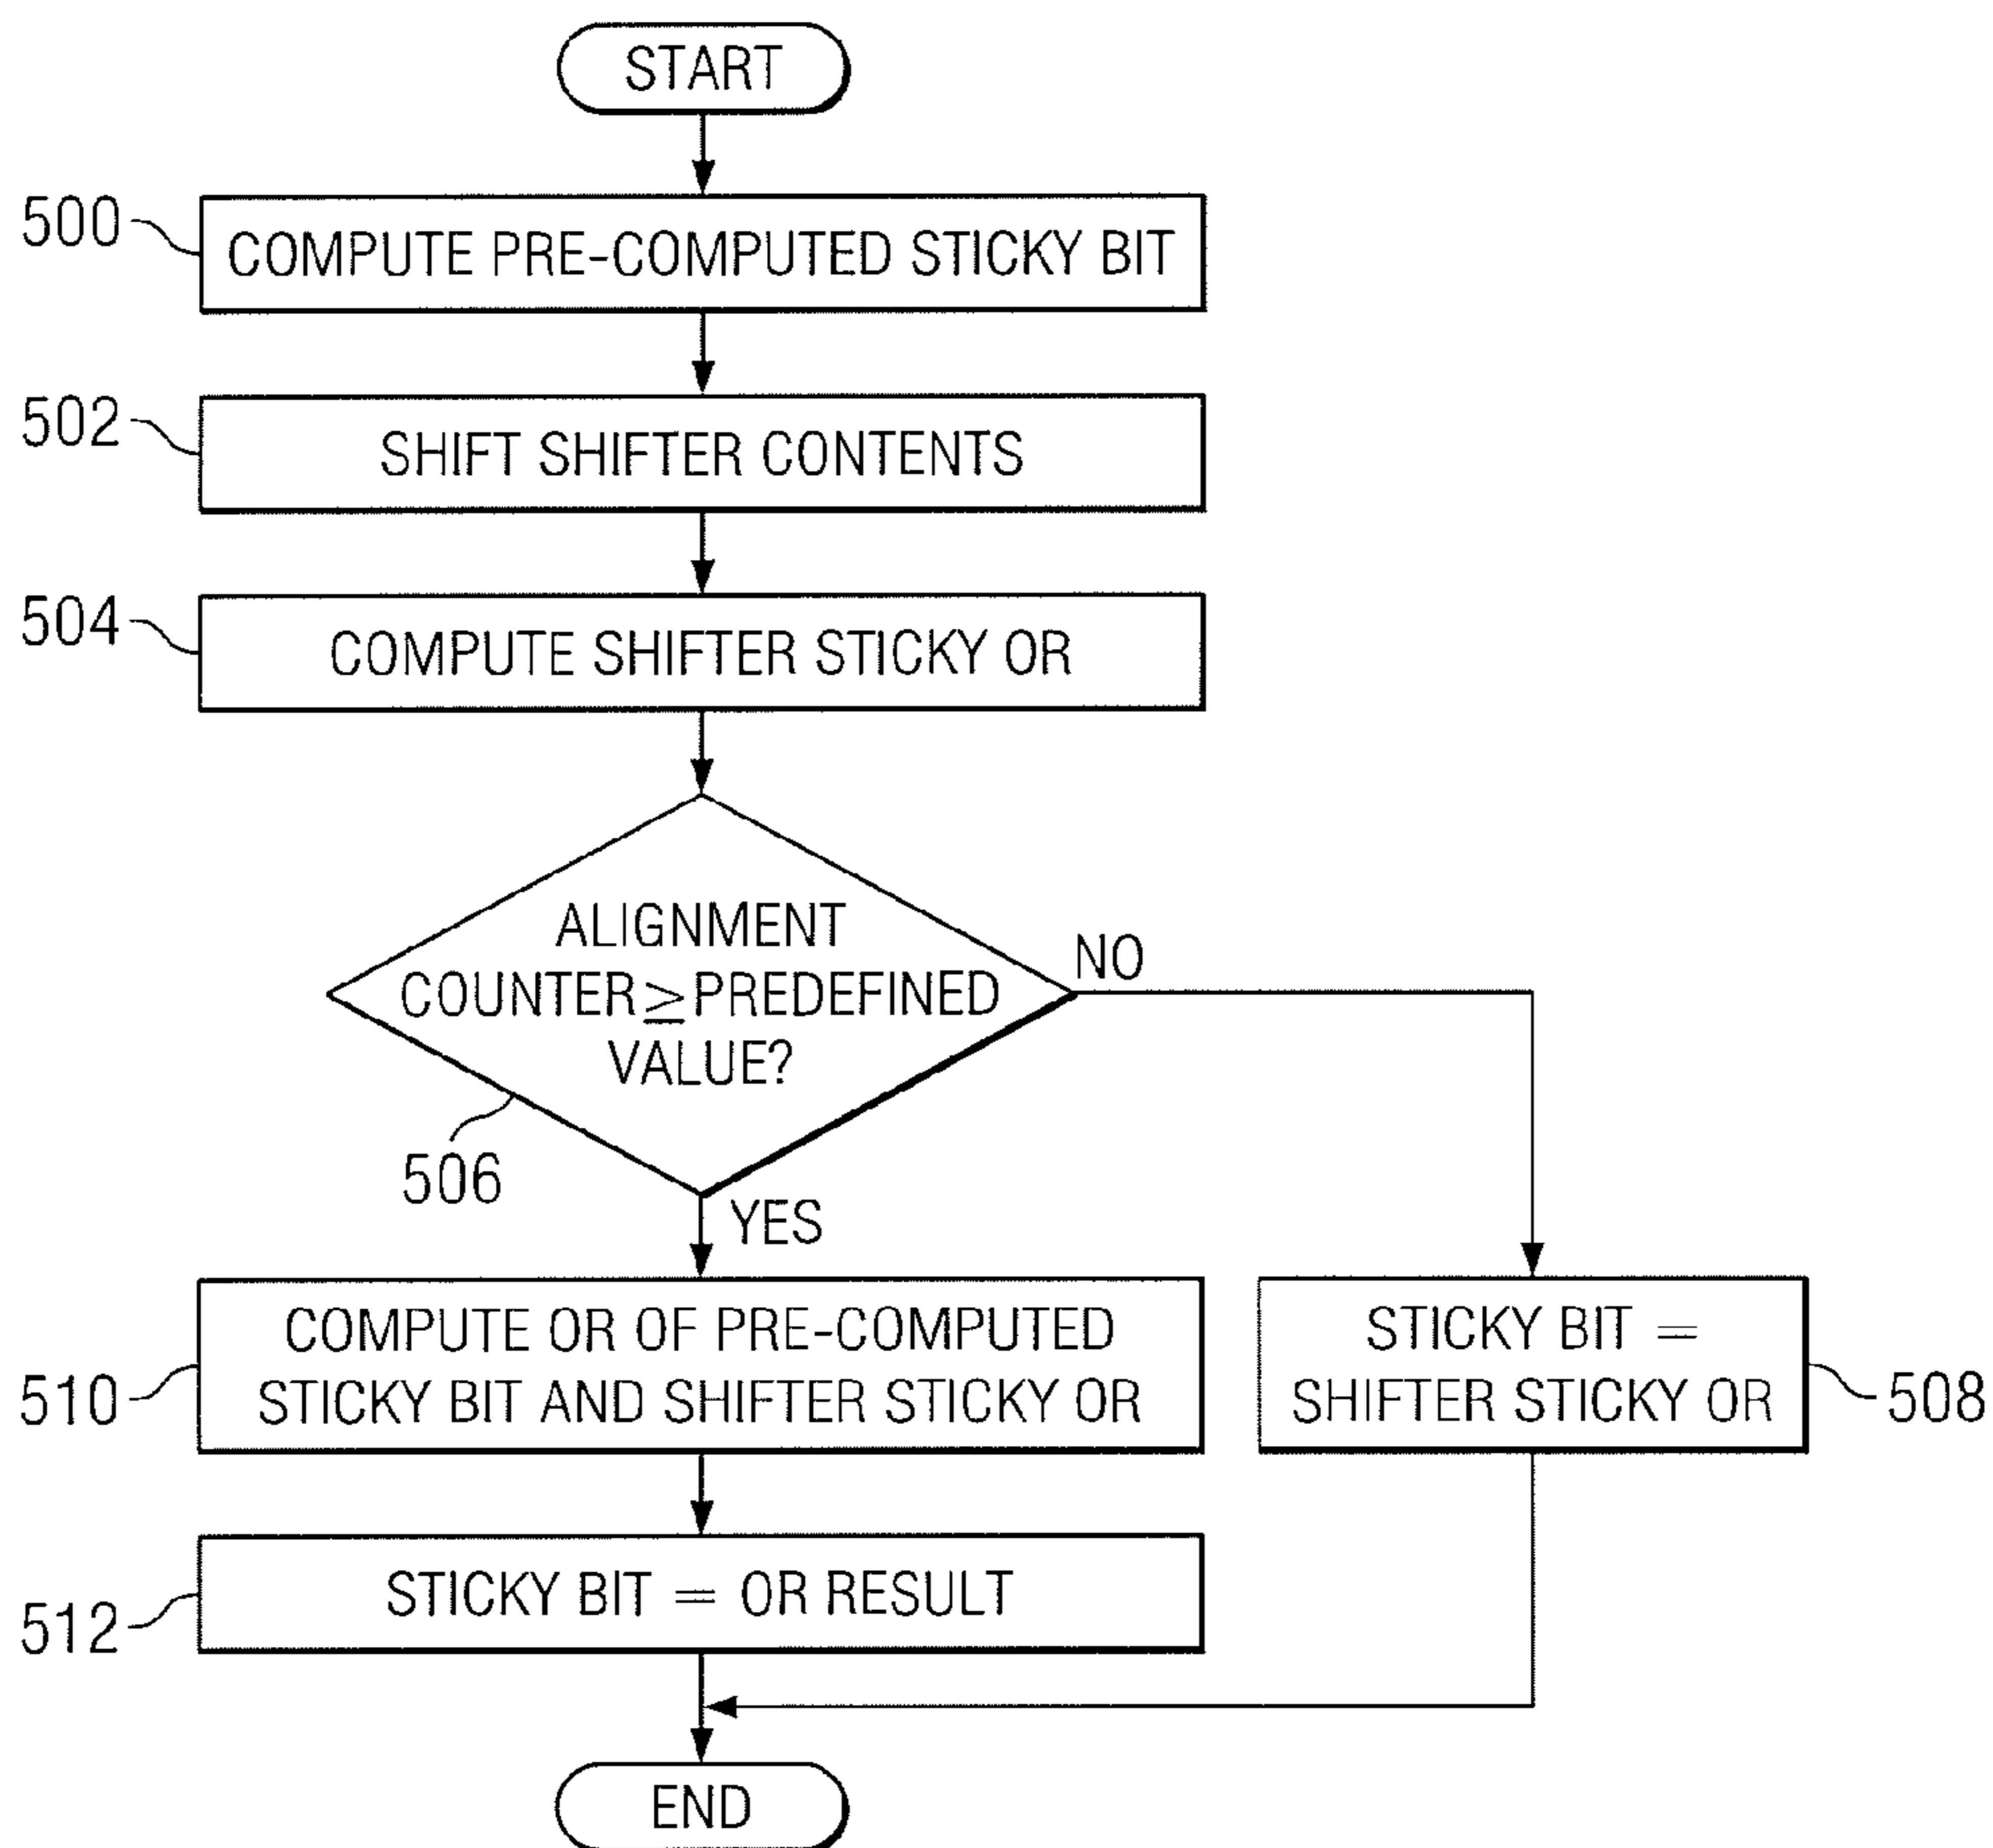 START
500
COMPUTE PRE-COMPUTED STICKY BIT
502
SHIFT SHIFTER CONTENTS
504
COMPUTE SHIFTER STICKY OR
ALIGNMENT
COUNTER ≥ PREDEFINED
VALUE?
NO
506
YES
510
COMPUTE OR OF PRE-COMPUTED
STICKY BIT AND SHIFTER STICKY OR
STICKY BIT =
SHIFTER STICKY OR
508
512
STICKY BIT = OR RESULT
END